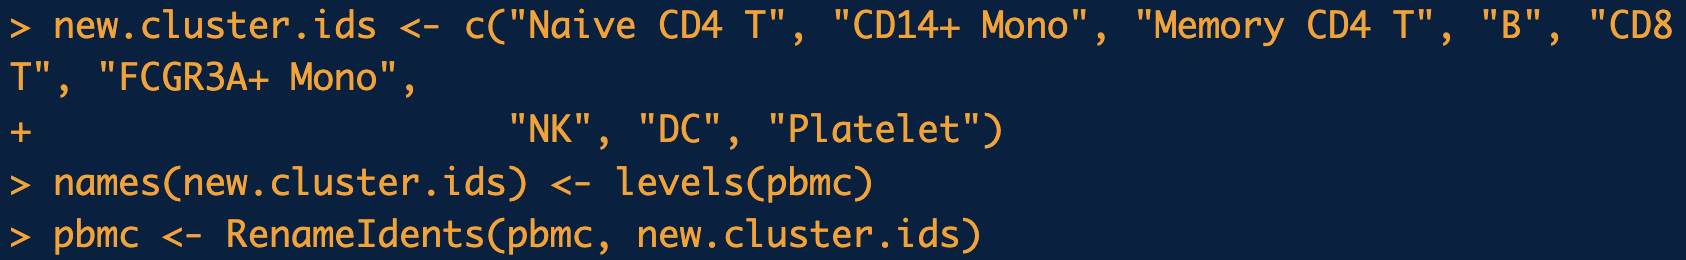 > new.cluster.ids <- c("Naive CD4 T", "CD14+ Mono", "Memory CD4 T", "B", "CD8
T", "FCGR3A+ Mono",
+                      "NK", "DC", "Platelet")
> names(new.cluster.ids) <- levels(pbmc)
> pbmc <- RenameIdents(pbmc, new.cluster.ids)